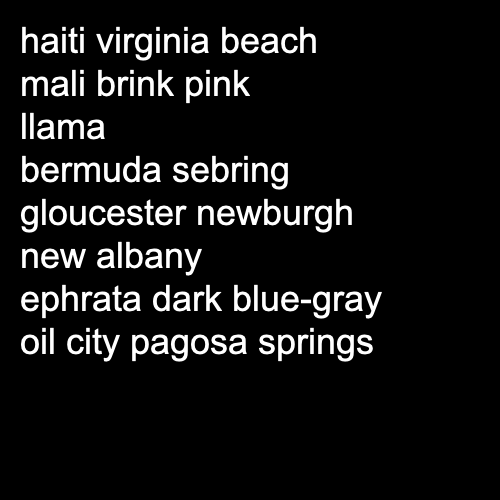 haiti virginia beach
mali brink pink
llama
bermuda sebring
gloucester newburgh
new albany
ephrata dark blue-gray
oil city pagosa springs